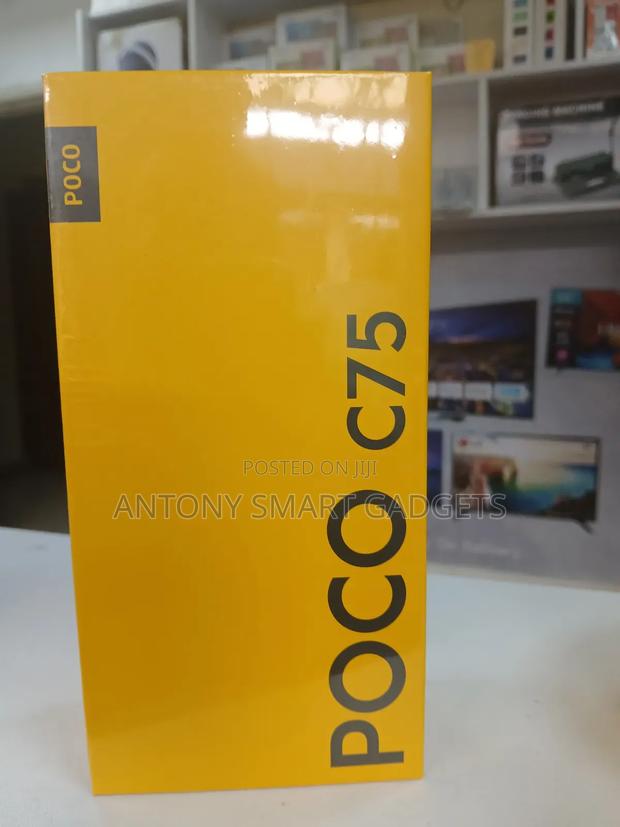 POCO
POCO C75
POSTED ON JIJI
ANTONY SMART GADGETS